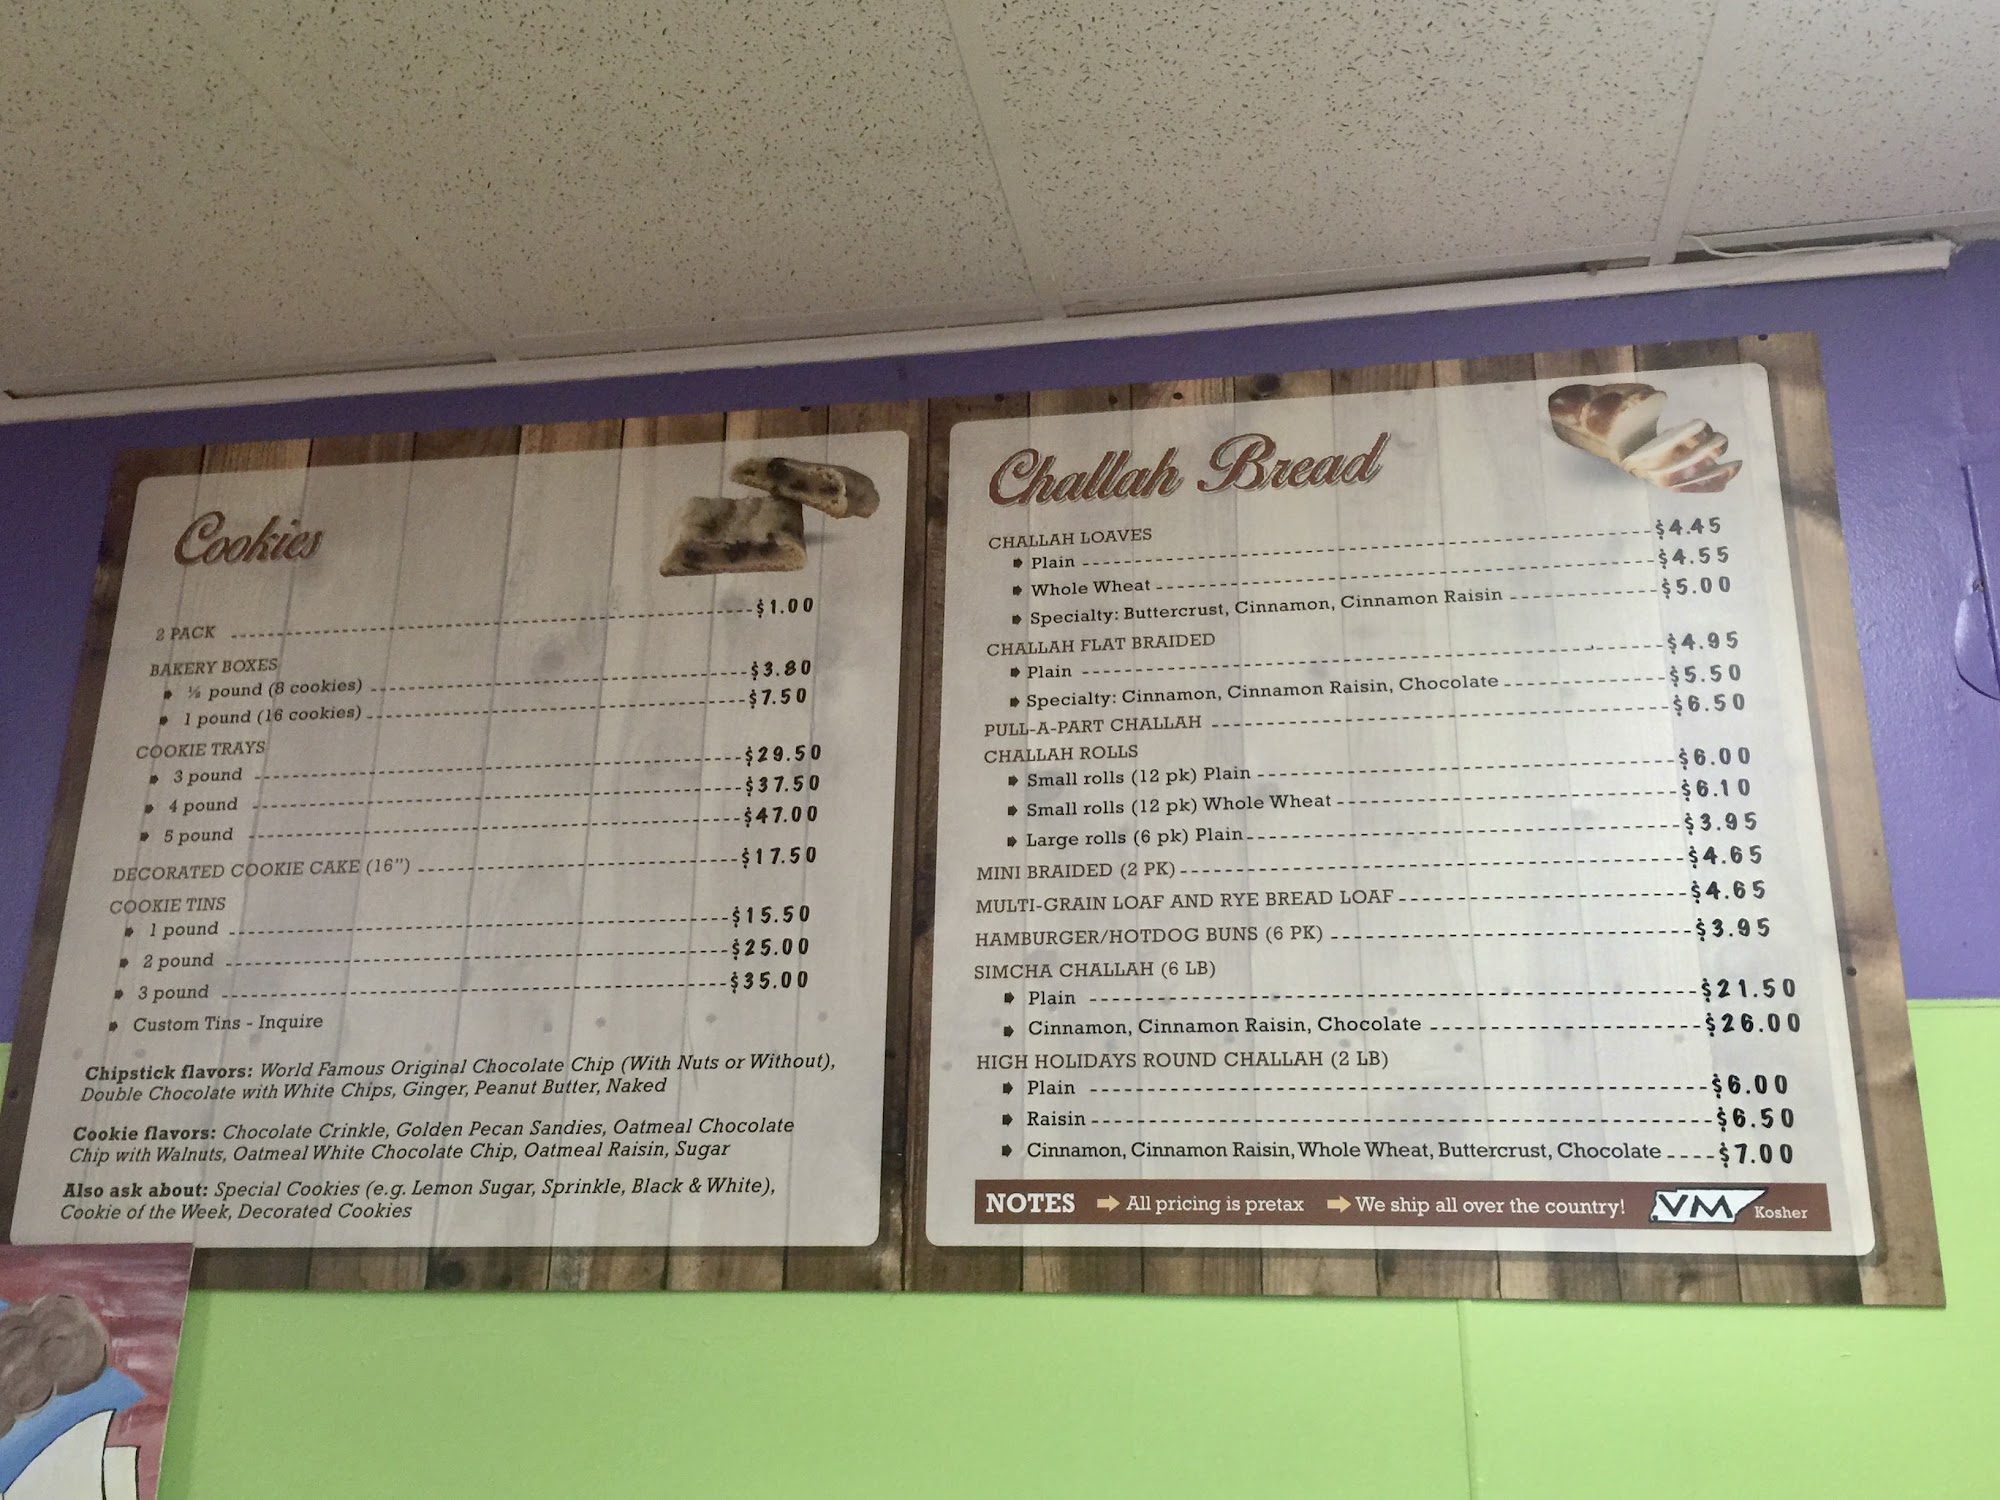 Cookies
2 PACK $1.00
BAKERY BOXES
½ pound (8 cookies) $3.80
1 pound (16 cookies) $7.50
COOKIE TRAYS
3 pound $29.50
4 pound $37.50
5 pound $47.00
DECORATED COOKIE CAKE (16") $17.50
COOKIE TINS
1 pound $15.50
2 pound $25.00
3 pound $35.00
Custom Tins - Inquire
Chipstick flavors: World Famous Original Chocolate Chip (With Nuts or Without),
Double Chocolate with White Chips, Ginger, Peanut Butter, Naked
Cookie flavors: Chocolate Crinkle, Golden Pecan Sandies, Oatmeal Chocolate
Chip with Walnuts, Oatmeal White Chocolate Chip, Oatmeal Raisin, Sugar
Also ask about: Special Cookies (e.g. Lemon Sugar, Sprinkle, Black & White),
Cookie of the Week, Decorated Cookies
Challah Bread
CHALLAH LOAVES
Plain $4.45
Whole Wheat $4.55
Specialty: Buttercrust, Cinnamon, Cinnamon Raisin $5.00
CHALLAH FLAT BRAIDED
Plain $4.95
Specialty: Cinnamon, Cinnamon Raisin, Chocolate $5.50
PULL-A-PART CHALLAH $6.50
CHALLAH ROLLS
Small rolls (12 pk) Plain $6.00
Small rolls (12 pk) Whole Wheat $6.10
Large rolls (6 pk) Plain $3.95
MINI BRAIDED (2 PK) $4.65
MULTI-GRAIN LOAF AND RYE BREAD LOAF $4.65
HAMBURGER/HOTDOG BUNS (6 PK) $3.95
SIMCHA CHALLAH (6 LB)
Plain $21.50
Cinnamon, Cinnamon Raisin, Chocolate $26.00
HIGH HOLIDAYS ROUND CHALLAH (2 LB)
Plain $6.00
Raisin $6.50
Cinnamon, Cinnamon Raisin, Whole Wheat, Buttercrust, Chocolate $7.00
NOTES All pricing is pretax We ship all over the country! VM Kosher